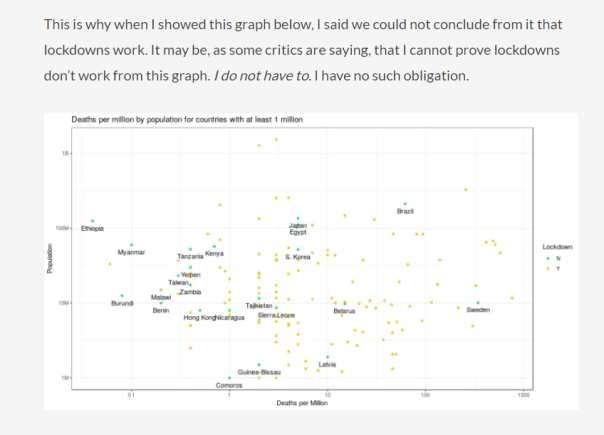 This is why when I showed this graph below, I said we could not conclude from it that
lockdowns work. It may be, as some critics are saying, that I cannot prove lockdowns
don't work from this graph. I do not have to. I have no such obligation.
Deaths per million by population for countries with at least 1 million
1B
Brazil
Japan
100M
Ethiopia
Egypt
Lockdown
Myanmar
Kenya
Tanzania
S. Korea
N
Population
Y
Yemen
Taiwan
Zambia
Malawi
Burundi
10M
Tajikistan
Benin
Belarus
Sweden
Hong Kong
Nicaragua
Sierra Leone
Latvia
Guinea-Bissau
1M
Comoros
0.1
1
10
100
1000
Deaths per Million